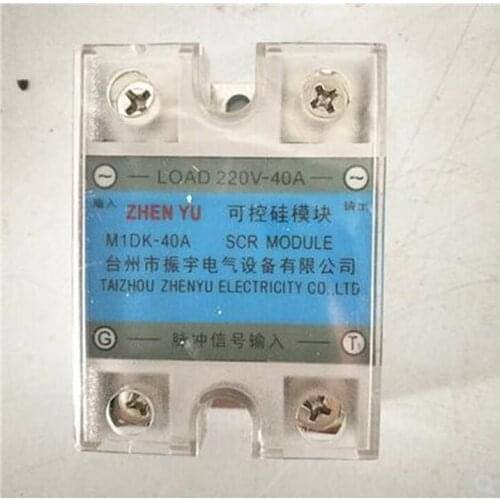 ~ LOAD 220V-40A ~
输入 ZHEN YU 可控硅模块 输出
M1DK-40A SCR MODULE
台州市振宇电气设备有限公司
TAIZHOU ZHENYU ELECTRICITY CO.,LTD
G 脉冲信号输入 T1